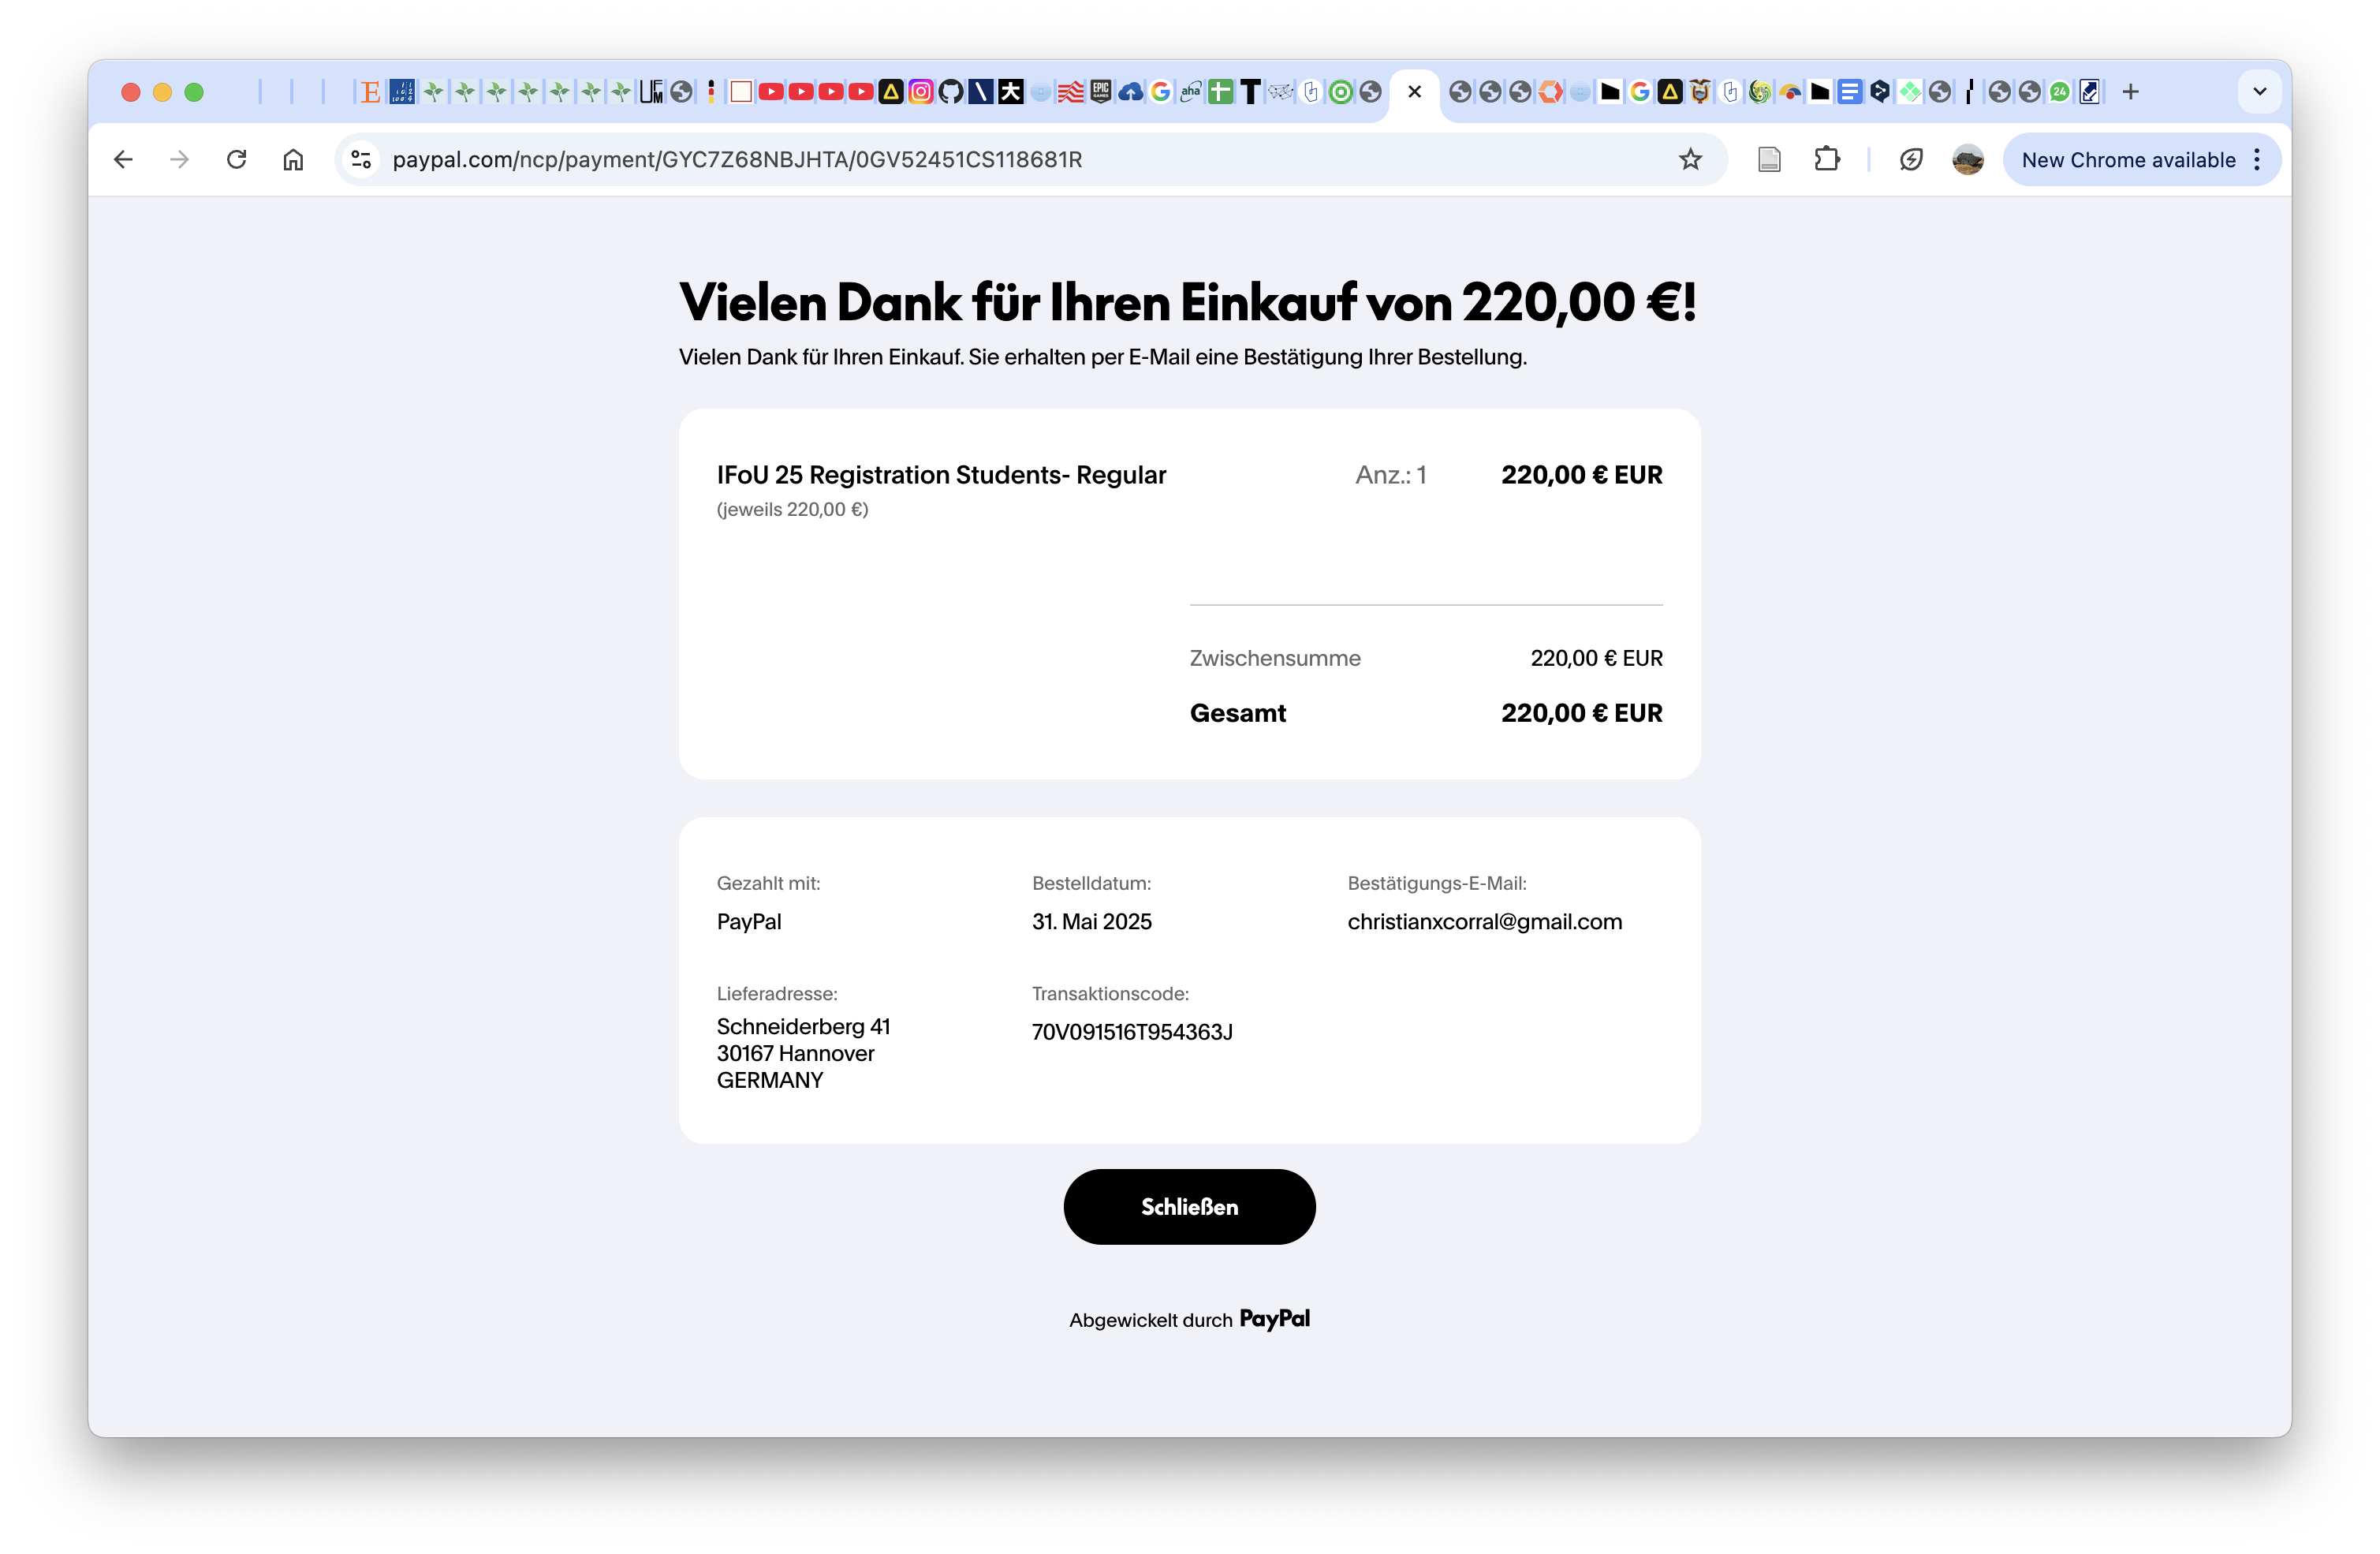 paypal.com/ncp/payment/GYC7Z68NBJHTA/0GV52451CS118681R
New Chrome available
Vielen Dank für Ihren Einkauf von 220,00 €!
Vielen Dank für Ihren Einkauf. Sie erhalten per E-Mail eine Bestätigung Ihrer Bestellung.
IFoU 25 Registration Students- Regular Anz.: 1 220,00 € EUR
(jeweils 220,00 €)
Zwischensumme 220,00 € EUR
Gesamt 220,00 € EUR
Gezahlt mit: Bestelldatum: Bestätigungs-E-Mail:
PayPal 31. Mai 2025 christianxcorral@gmail.com
Lieferadresse: Transaktionscode:
Schneiderberg 41 70V091516T954363J
30167 Hannover
GERMANY
Schließen
Abgewickelt durch PayPal